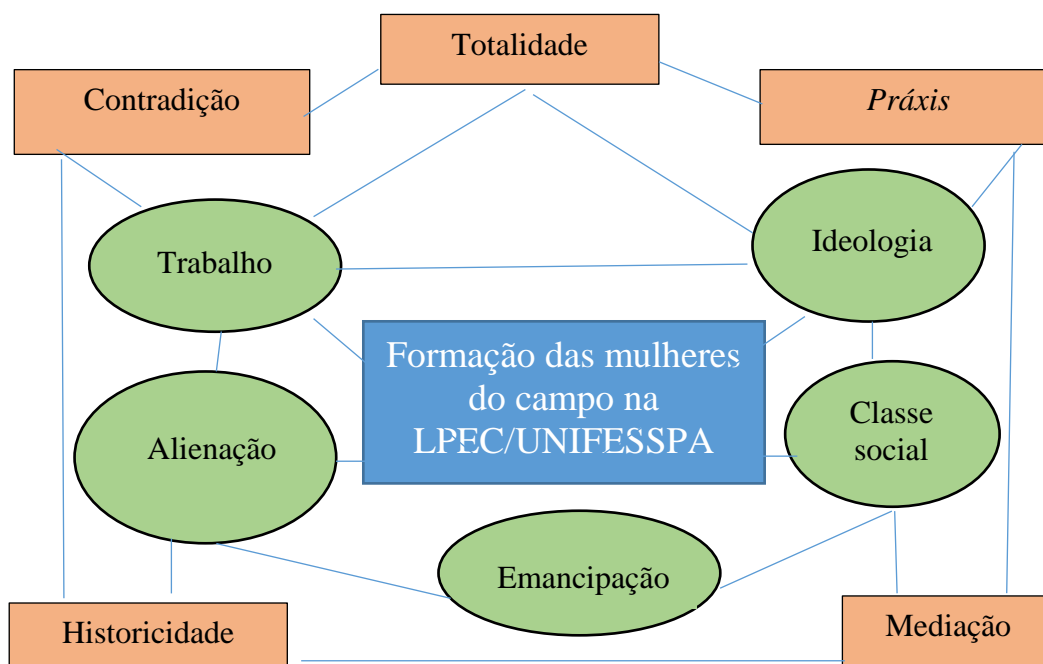 Totalidade
Contradição
Práxis
Trabalho
Ideologia
Formação das mulheres
do campo na
LPEC/UNIFESSPA
Alienação
Classe
social
Emancipação
Historicidade
Mediação